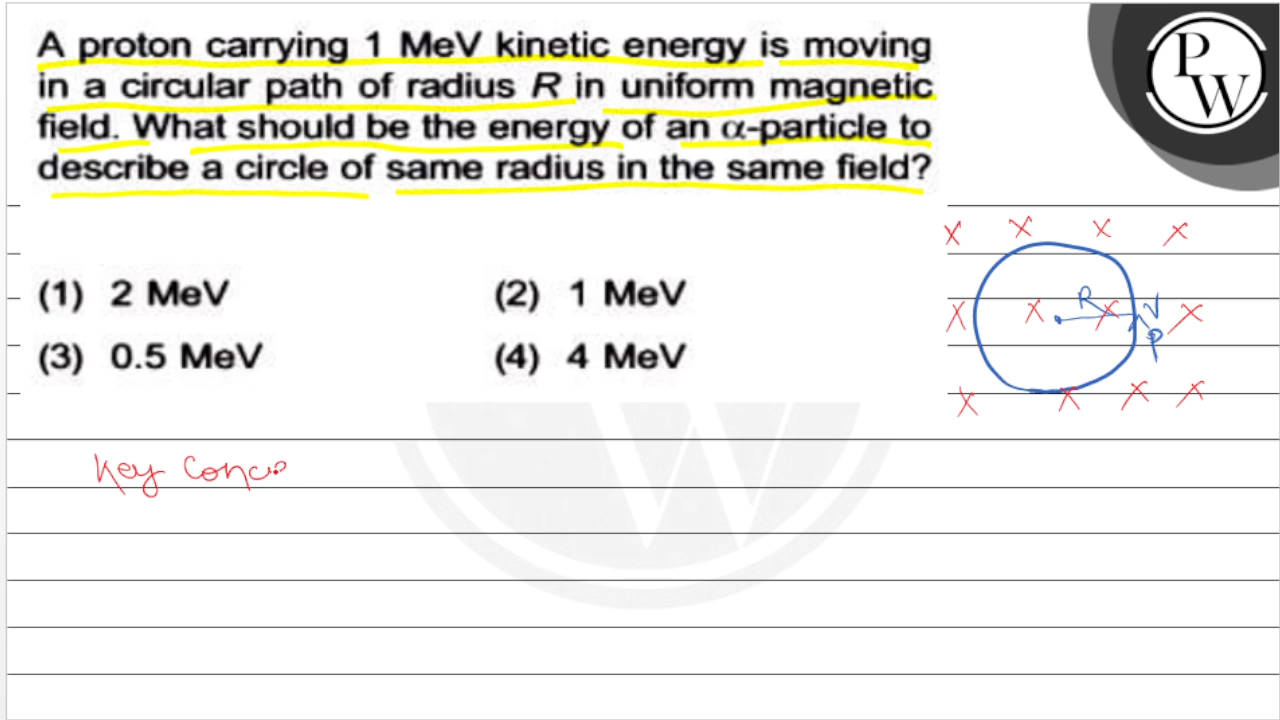 A proton carrying 1 MeV kinetic energy is moving
in a circular path of radius R in uniform magnetic
field. What should be the energy of an α-particle to
describe a circle of same radius in the same field?
P
W
(1) 2 MeV (2) 1 MeV
(3) 0.5 MeV (4) 4 MeV
x x x x
x x R x V x
P
x x x x
Key Conce